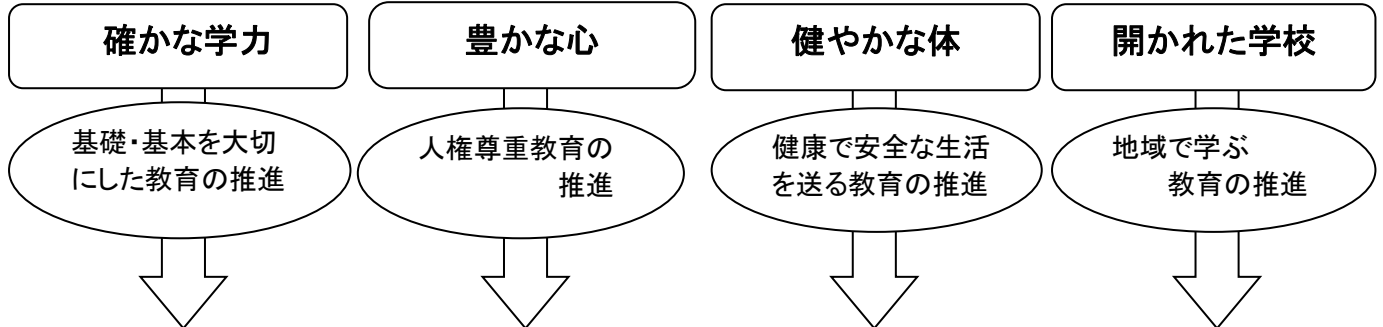 確かな学力
豊かな心
健やかな体
開かれた学校
基礎・基本を大切
にした教育の推進
人権尊重教育の
推進
健康で安全な生活
を送る教育の推進
地域で学ぶ
教育の推進